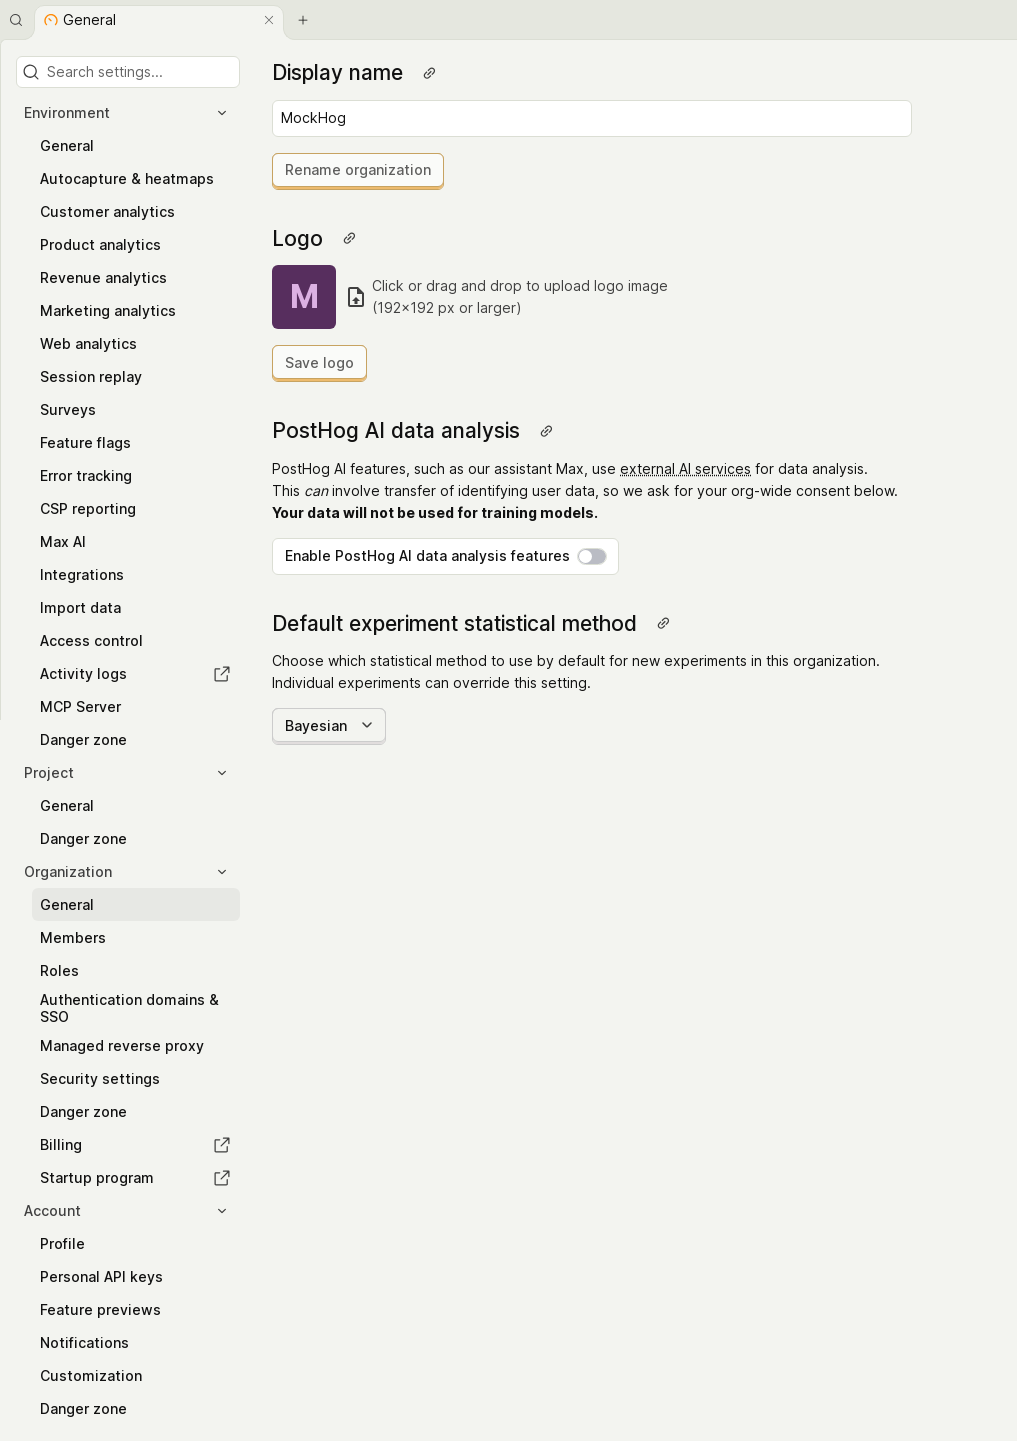 General
Search settings...
Environment
General
Autocapture & heatmaps
Customer analytics
Product analytics
Revenue analytics
Marketing analytics
Web analytics
Session replay
Surveys
Feature flags
Error tracking
CSP reporting
Max AI
Integrations
Import data
Access control
Activity logs
MCP Server
Danger zone
Project
General
Danger zone
Organization
General
Members
Roles
Authentication domains &
SSO
Managed reverse proxy
Security settings
Danger zone
Billing
Startup program
Account
Profile
Personal API keys
Feature previews
Notifications
Customization
Danger zone
Display name
MockHog
Rename organization
Logo
M
Click or drag and drop to upload logo image
(192×192 px or larger)
Save logo
PostHog AI data analysis
PostHog AI features, such as our assistant Max, use external AI services for data analysis.
This can involve transfer of identifying user data, so we ask for your org-wide consent below.
Your data will not be used for training models.
Enable PostHog AI data analysis features
Default experiment statistical method
Choose which statistical method to use by default for new experiments in this organization.
Individual experiments can override this setting.
Bayesian